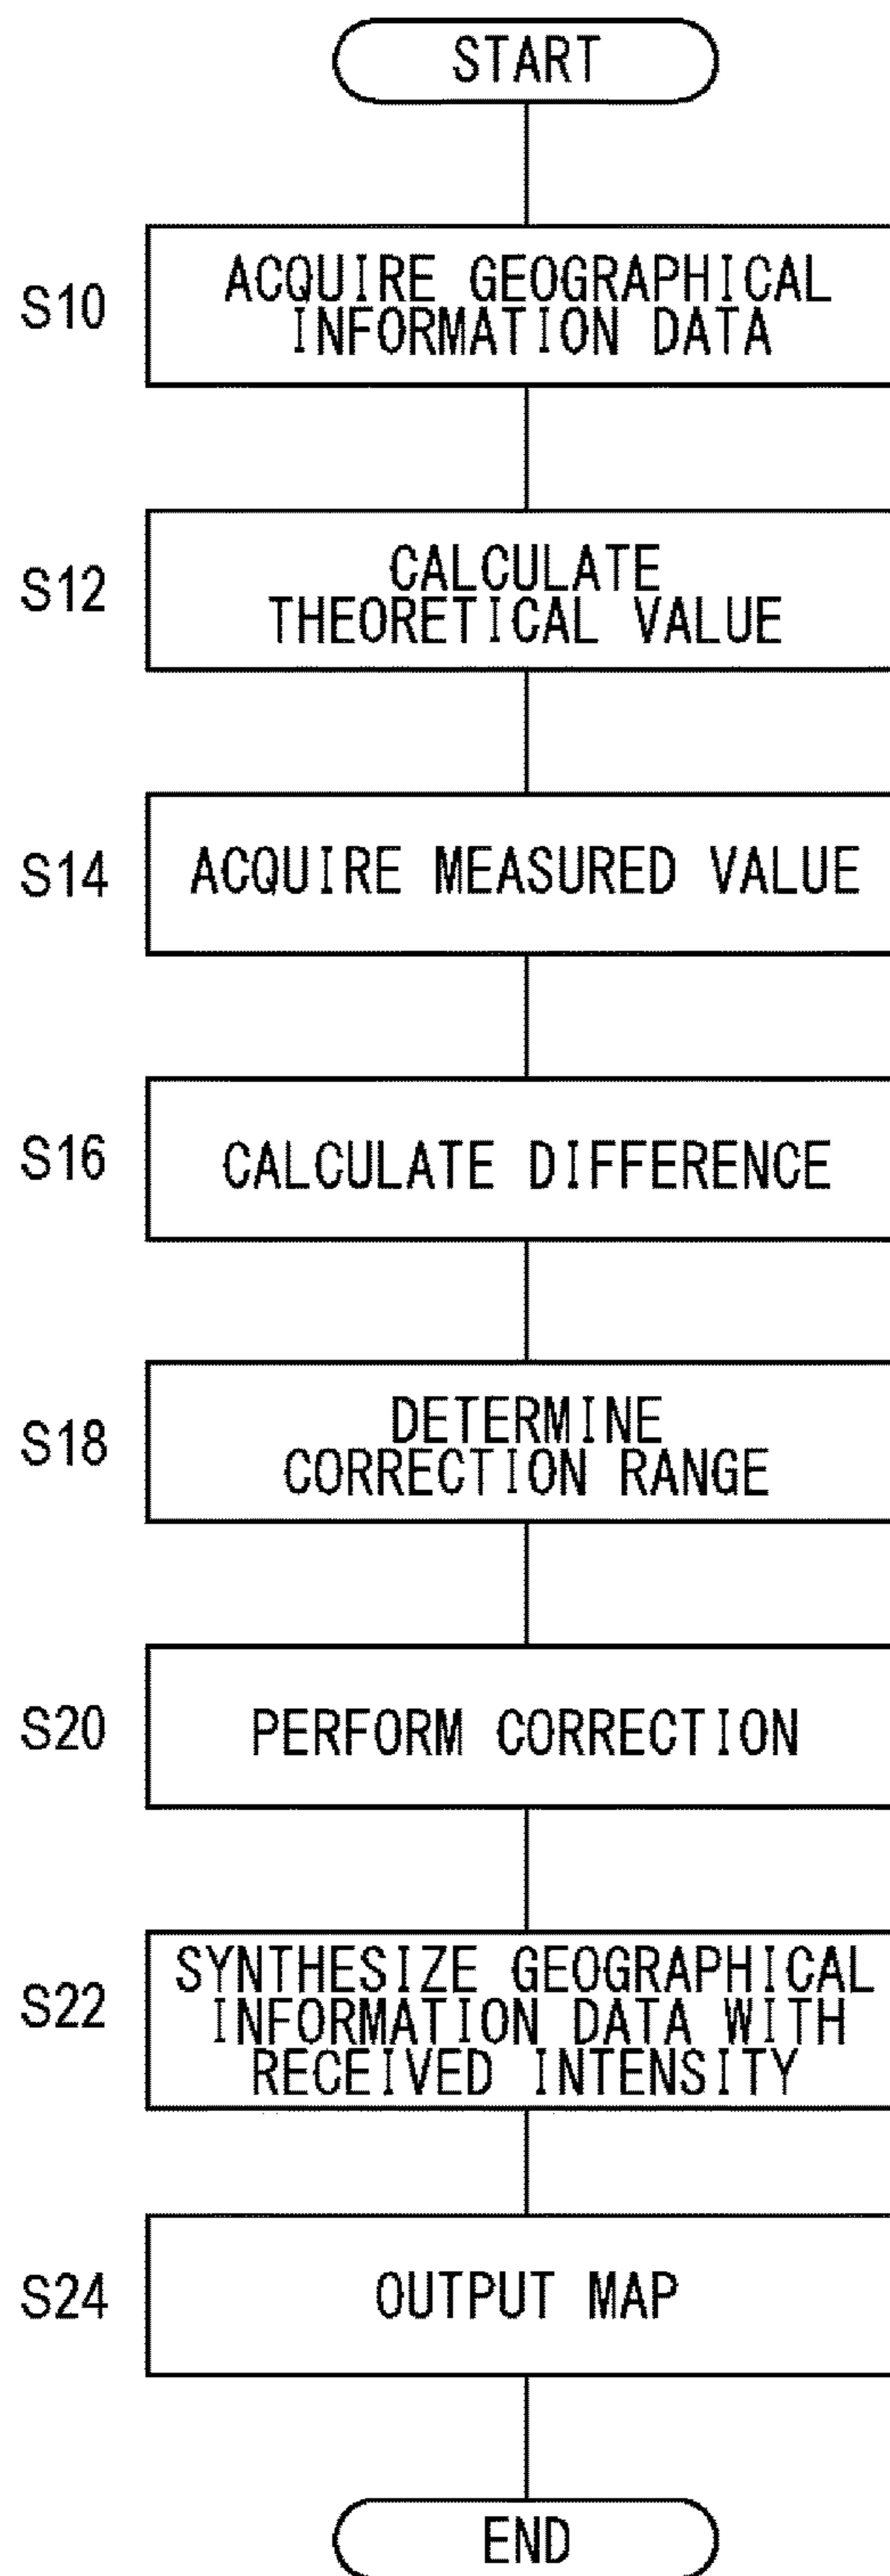 START
S10
ACQUIRE GEOGRAPHICAL
INFORMATION DATA
S12
CALCULATE
THEORETICAL VALUE
S14
ACQUIRE MEASURED VALUE
S16
CALCULATE DIFFERENCE
S18
DETERMINE
CORRECTION RANGE
S20
PERFORM CORRECTION
S22
SYNTHESIZE GEOGRAPHICAL
INFORMATION DATA WITH
RECEIVED INTENSITY
S24
OUTPUT MAP
END